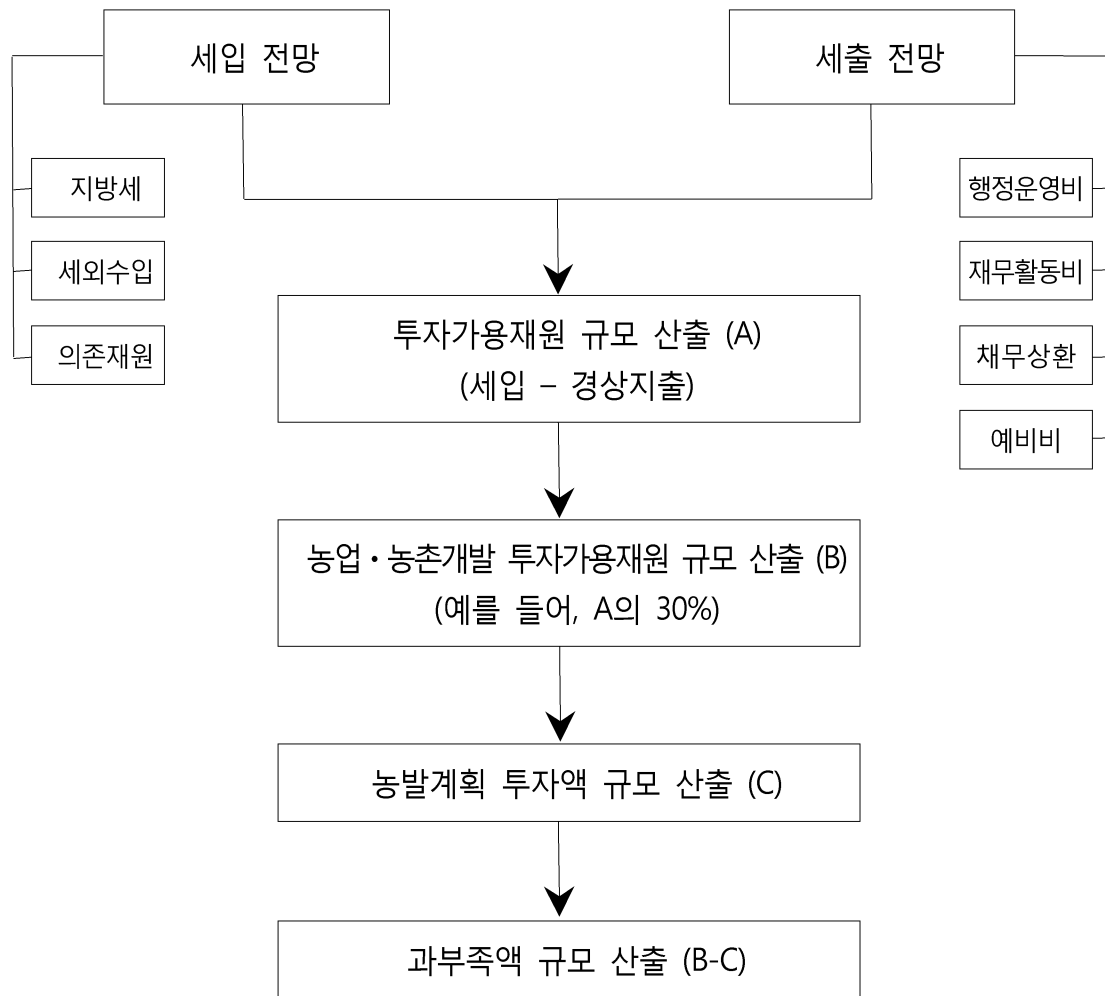 세입 전망
세출 전망
지방세
세외수입
의존재원
행정운영비
재무활동비
채무상환
예비비
투자가용재원 규모 산출 (A)
(세입 – 경상지출)
농업・농촌개발 투자가용재원 규모 산출 (B)
(예를 들어, A의 30%)
농발계획 투자액 규모 산출 (C)
과부족액 규모 산출 (B-C)